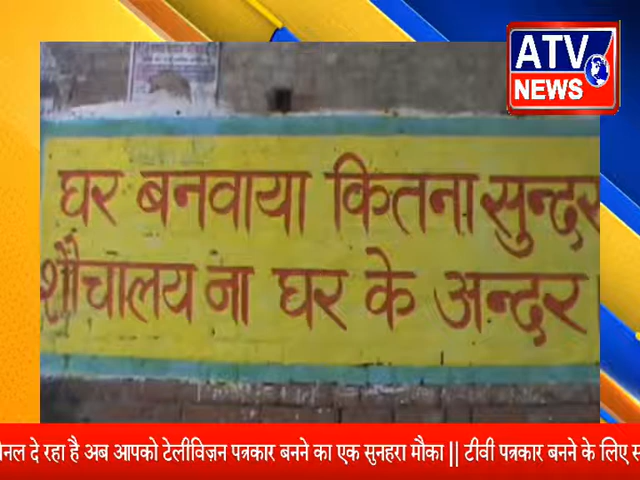 ATV
NEWS
घर बनवाया कितना सुन्दर
शौचालय ना घर के अन्दर
दे रहा है अब आपको टेलीविज़न पत्रकार बनने का एक सुनहरा मौका || टीवी पत्रकार बनने के लिए